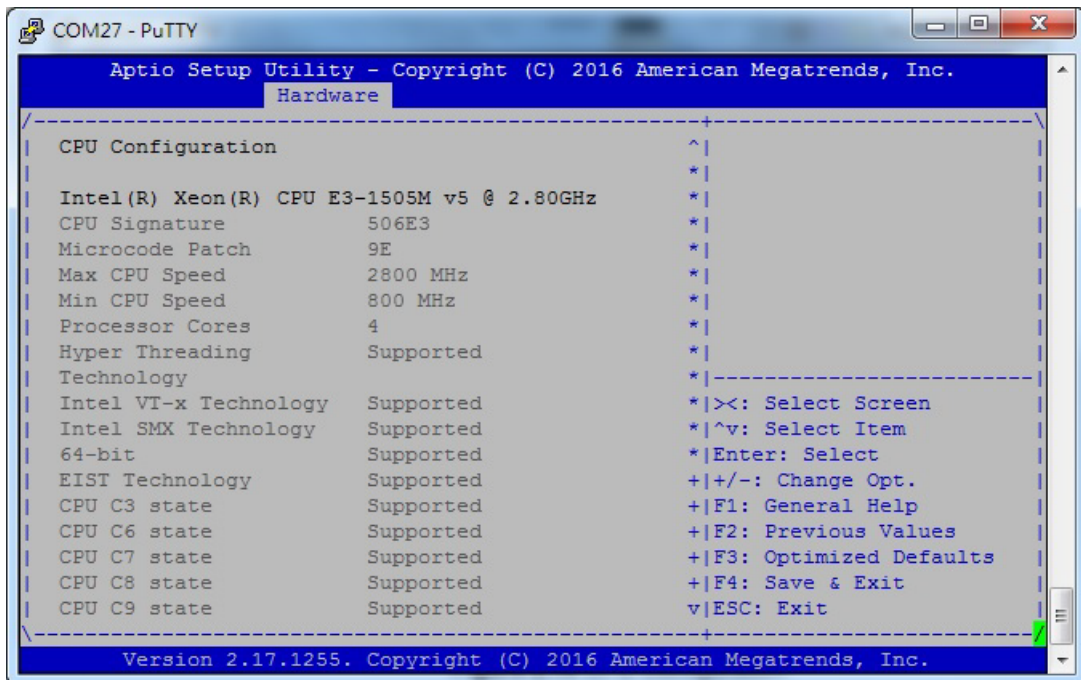 COM27 - PuTTY
Aptio Setup Utility - Copyright (C) 2016 American Megatrends, Inc.
Hardware
/----------------------------------------------------+-------------------------\
| CPU Configuration ^| |
| *| |
| Intel(R) Xeon(R) CPU E3-1505M v5 @ 2.80GHz *| |
| CPU Signature 506E3 *| |
| Microcode Patch 9E *| |
| Max CPU Speed 2800 MHz *| |
| Min CPU Speed 800 MHz *| |
| Processor Cores 4 *| |
| Hyper Threading Supported *| |
| Technology *|-------------------------|
| Intel VT-x Technology Supported *|><: Select Screen |
| Intel SMX Technology Supported *|^v: Select Item |
| 64-bit Supported *|Enter: Select |
| EIST Technology Supported +|+/-: Change Opt. |
| CPU C3 state Supported +|F1: General Help |
| CPU C6 state Supported +|F2: Previous Values |
| CPU C7 state Supported +|F3: Optimized Defaults |
| CPU C8 state Supported +|F4: Save & Exit |
| CPU C9 state Supported v|ESC: Exit |
\----------------------------------------------------+-------------------------/
Version 2.17.1255. Copyright (C) 2016 American Megatrends, Inc.